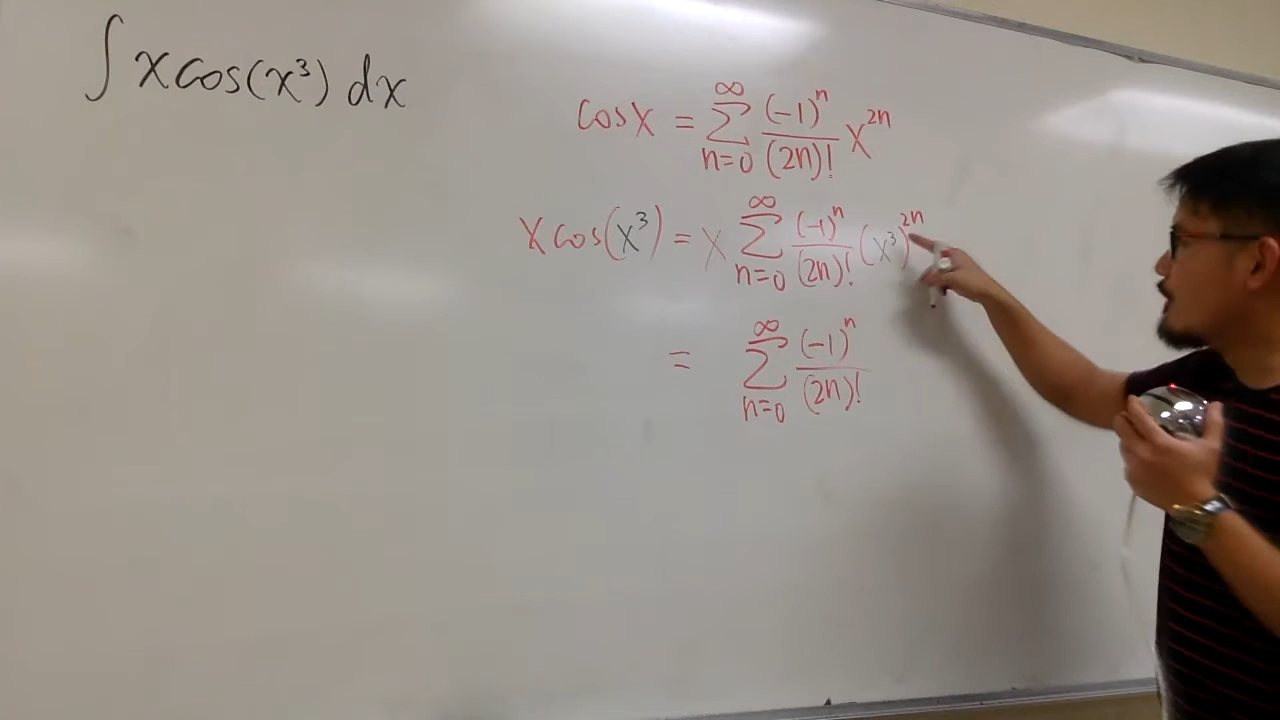 ∫ x cos(x³) dx
cos x = ∑_{n=0}^{∞} (-1)^n/(2n)! x^{2n}
x cos(x³) = x ∑_{n=0}^{∞} (-1)^n/(2n)! (x³)^{2n}
= ∑_{n=0}^{∞} (-1)^n/(2n)!